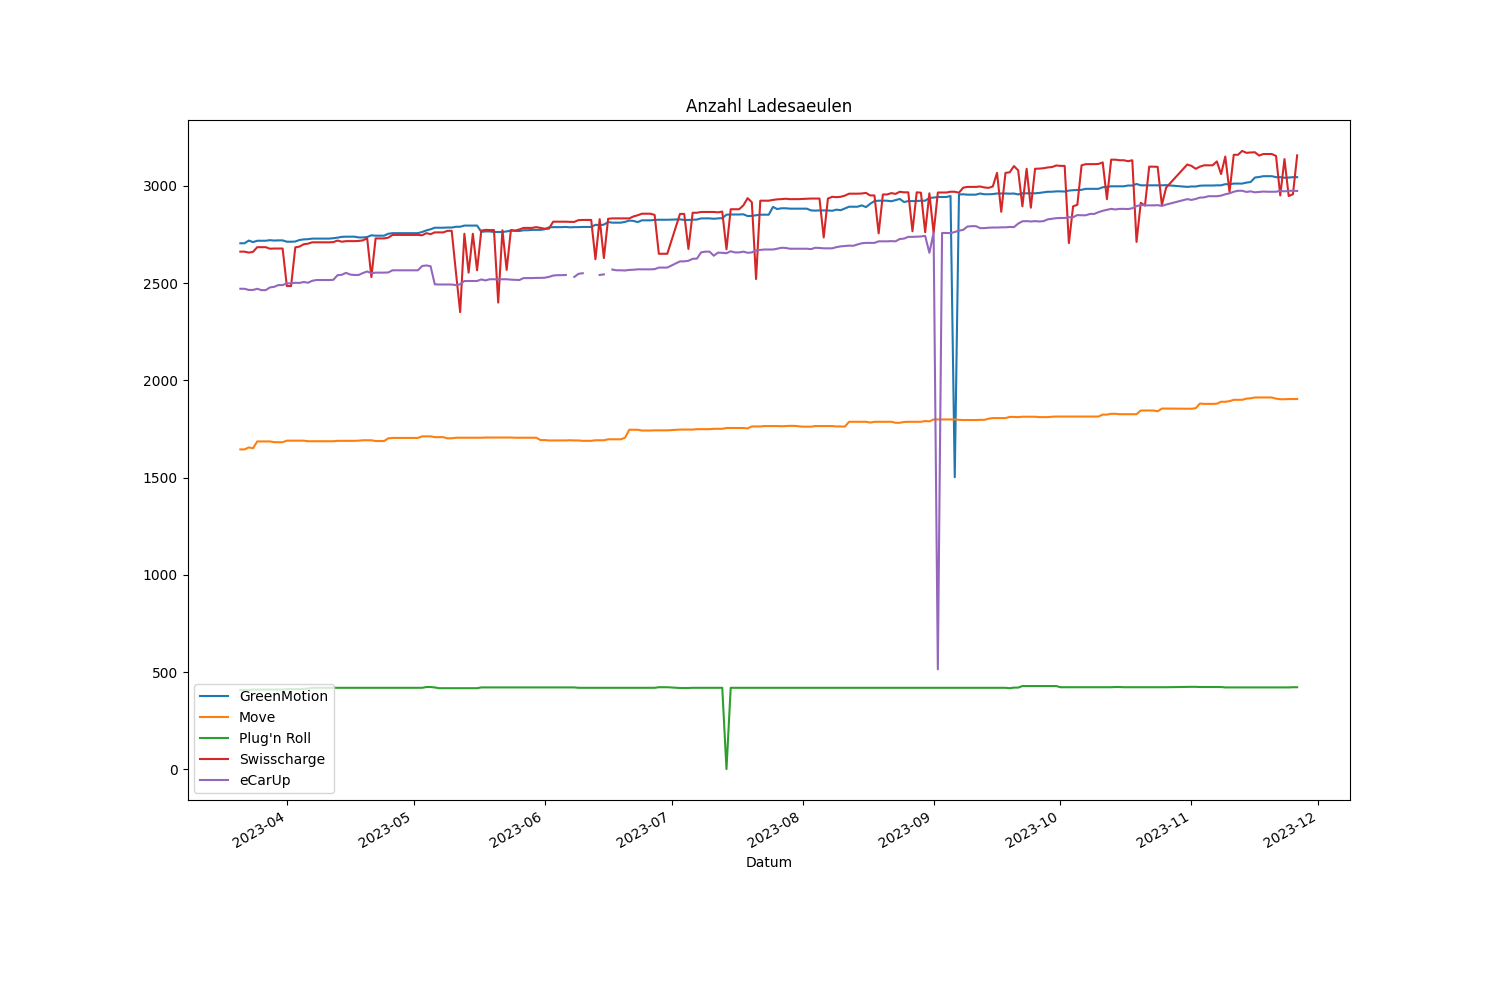 Anzahl Ladesaeulen
3000
2500
2000
1500
1000
500
0
GreenMotion
Move
Plug'n Roll
Swisscharge
eCarUp
2023-04
2023-05
2023-06
2023-07
2023-08
2023-09
2023-10
2023-11
2023-12
Datum